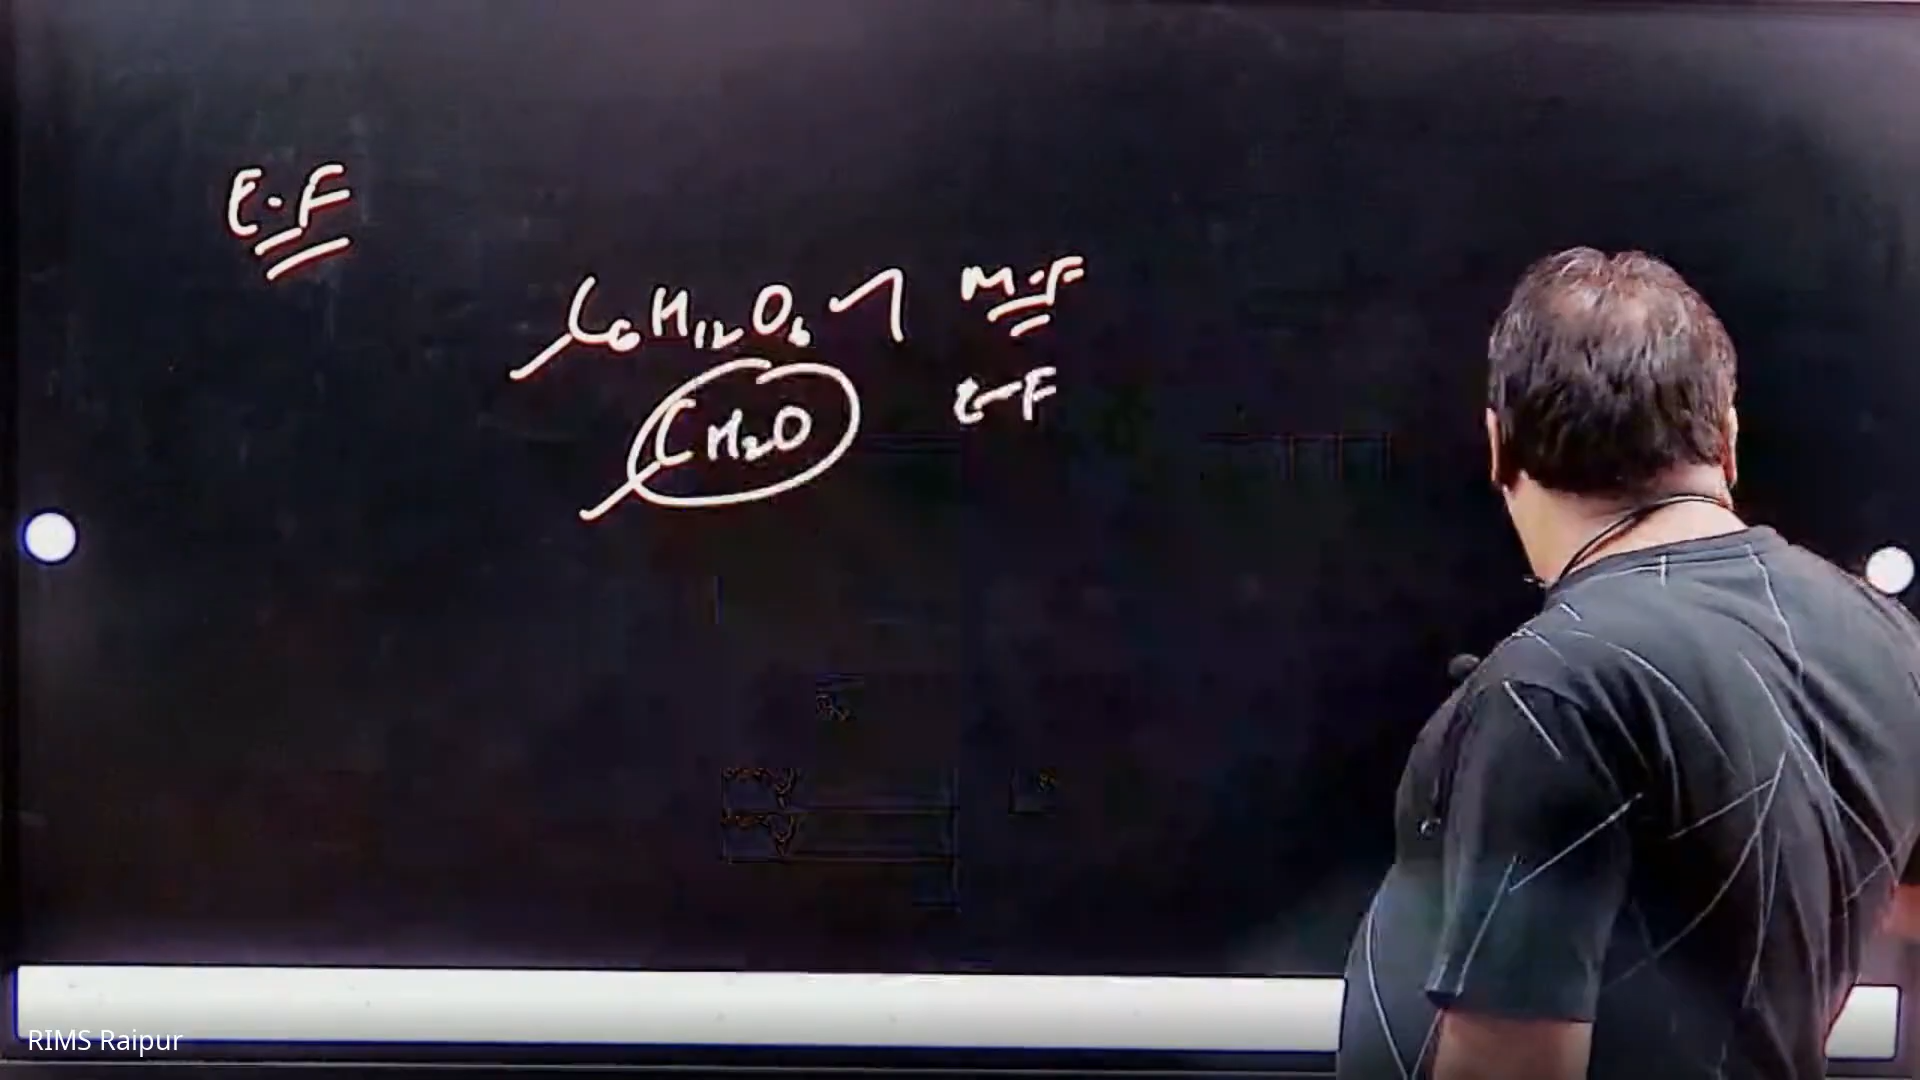 E.F
C₆H₁₂O₆ M.F
CH₂O E-F
RIMS Raipur